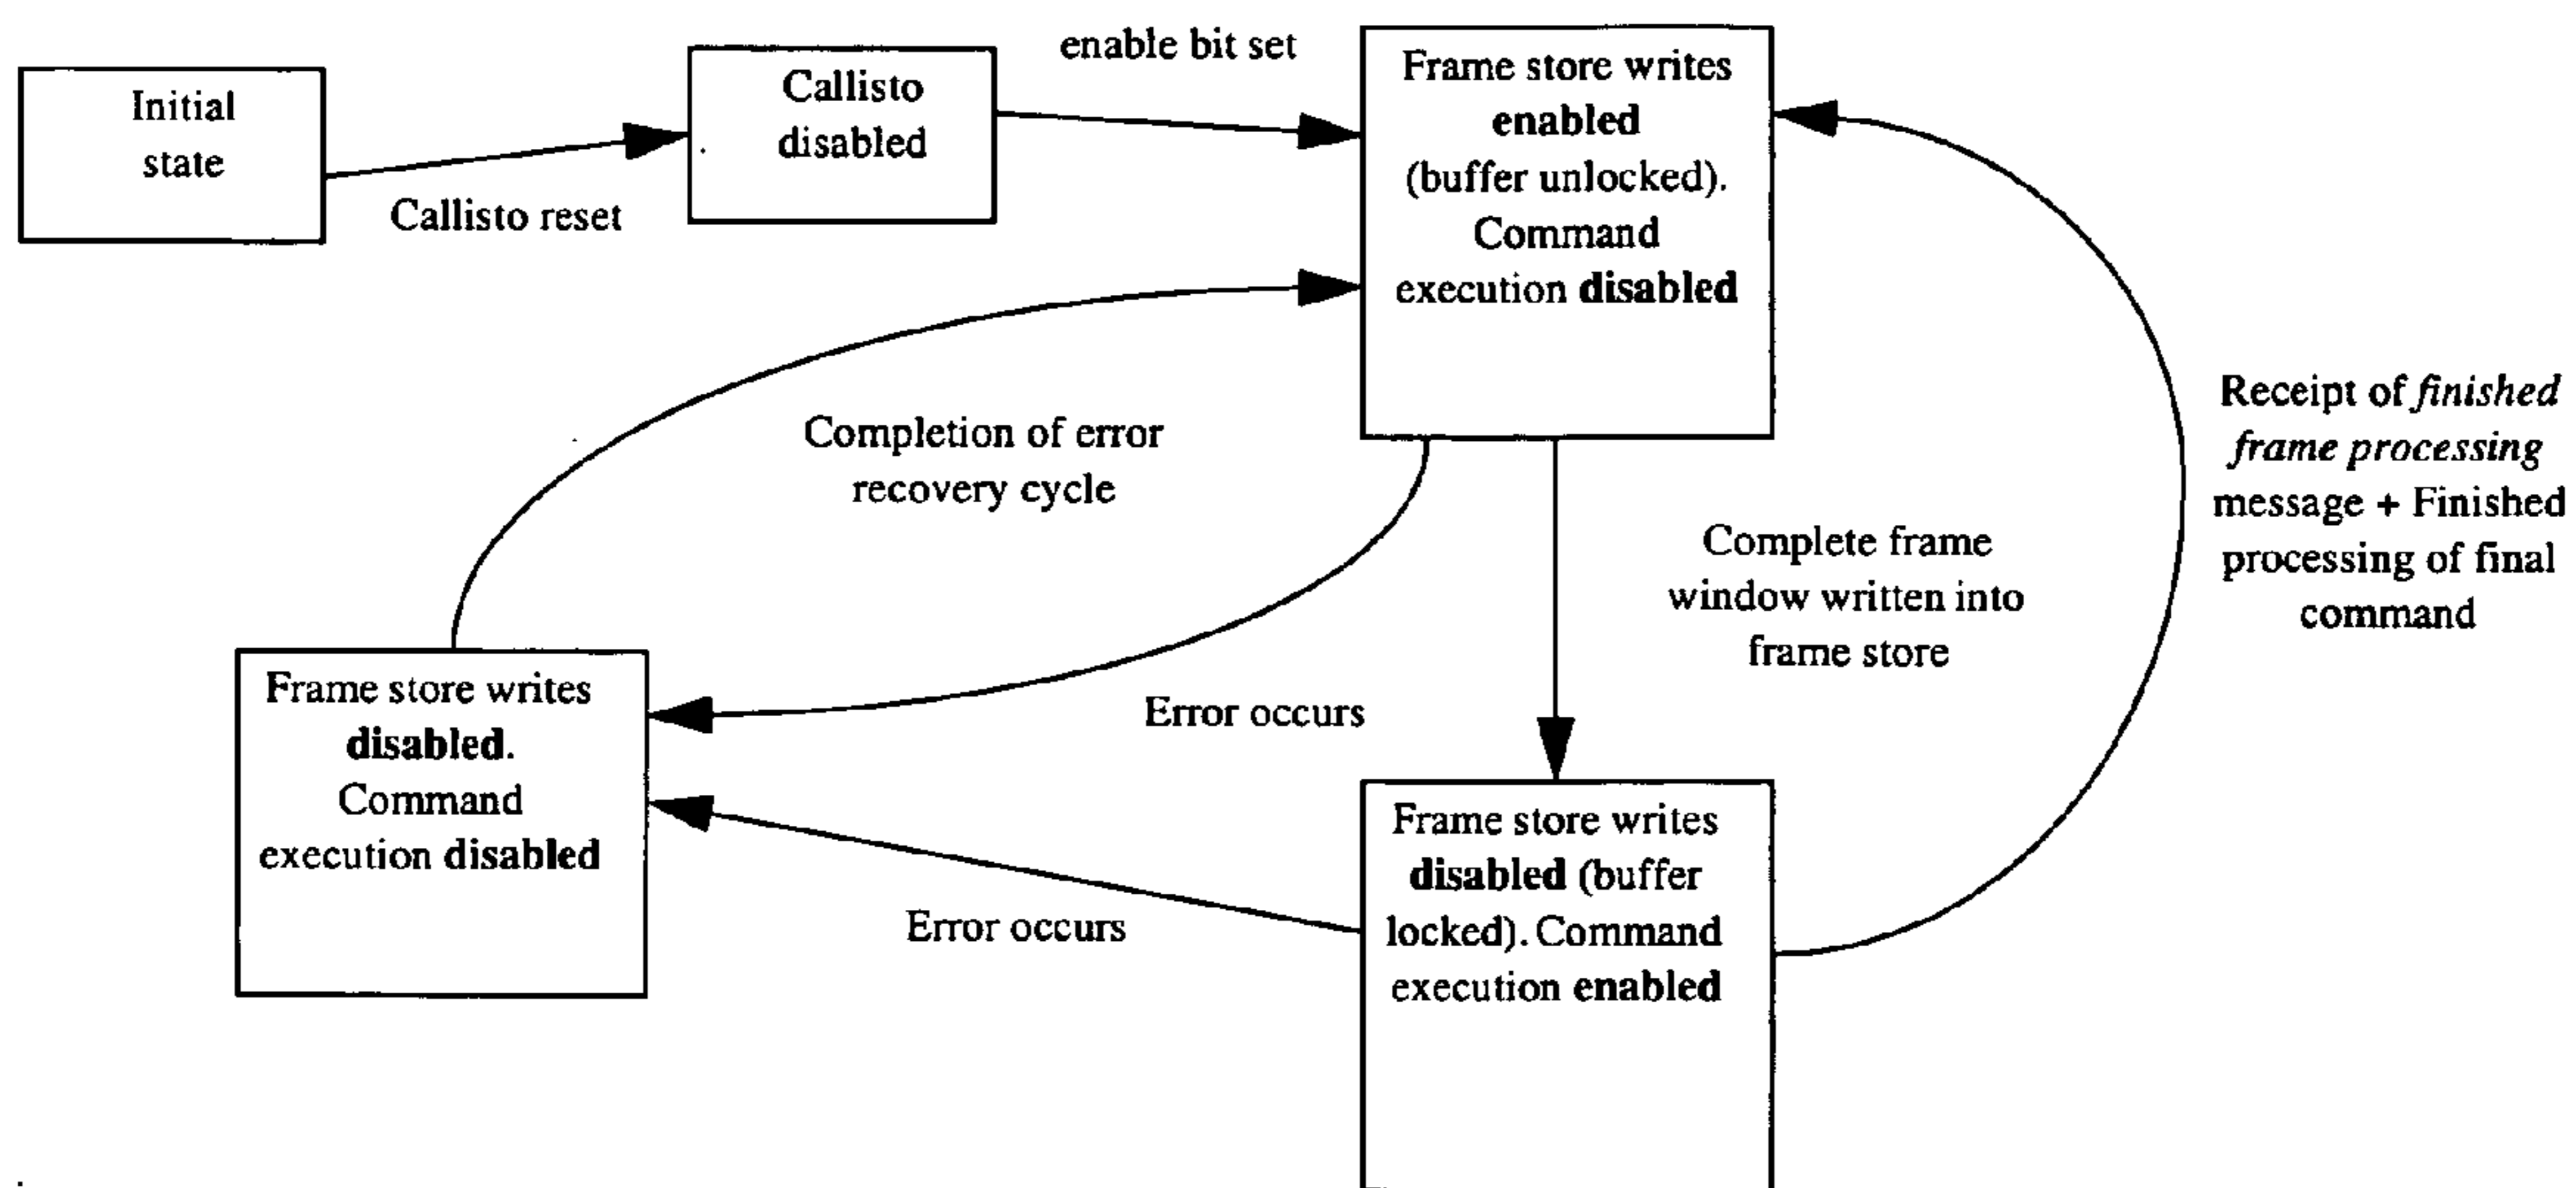 Initial
state
Callisto reset
Callisto
disabled
enable bit set
Frame store writes
enabled
(buffer unlocked).
Command
execution disabled
Completion of error
recovery cycle
Error occurs
Complete frame
window written into
frame store
Receipt of finished
frame processing
message + Finished
processing of final
command
Frame store writes
disabled.
Command
execution disabled
Error occurs
Frame store writes
disabled (buffer
locked). Command
execution enabled